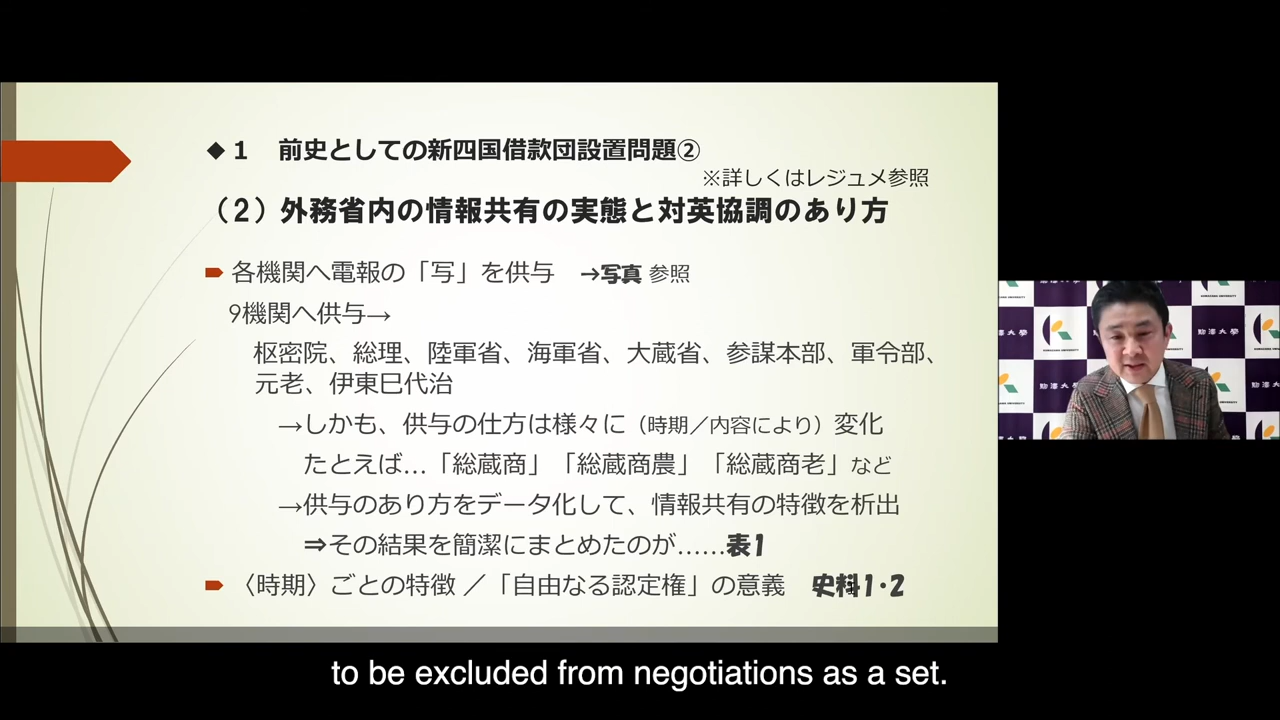 ◆１　前史としての新四国借款団設置問題②
※詳しくはレジュメ参照
（２）外務省内の情報共有の実態と対英協調のあり方
各機関へ電報の「写」を供与　→写真 参照
9機関へ供与→
枢密院、総理、陸軍省、海軍省、大蔵省、参謀本部、軍令部、
元老、伊東巳代治
→しかも、供与の仕方は様々に（時期／内容により）変化
たとえば…「総蔵商」「総蔵商農」「総蔵商老」など
→供与のあり方をデータ化して、情報共有の特徴を析出
⇒その結果を簡潔にまとめたのが……表1
〈時期〉ごとの特徴 ／「自由なる認定権」の意義　史料1・2
駒澤大學
KOMAZAWA UNIVERSITY
to be excluded from negotiations as a set.